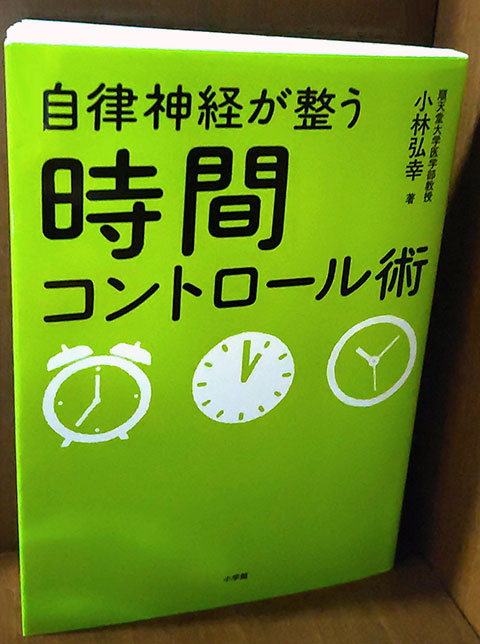 自律神経が整う
時間
コントロール術
順天堂大学医学部教授
小林弘幸 著
小学館